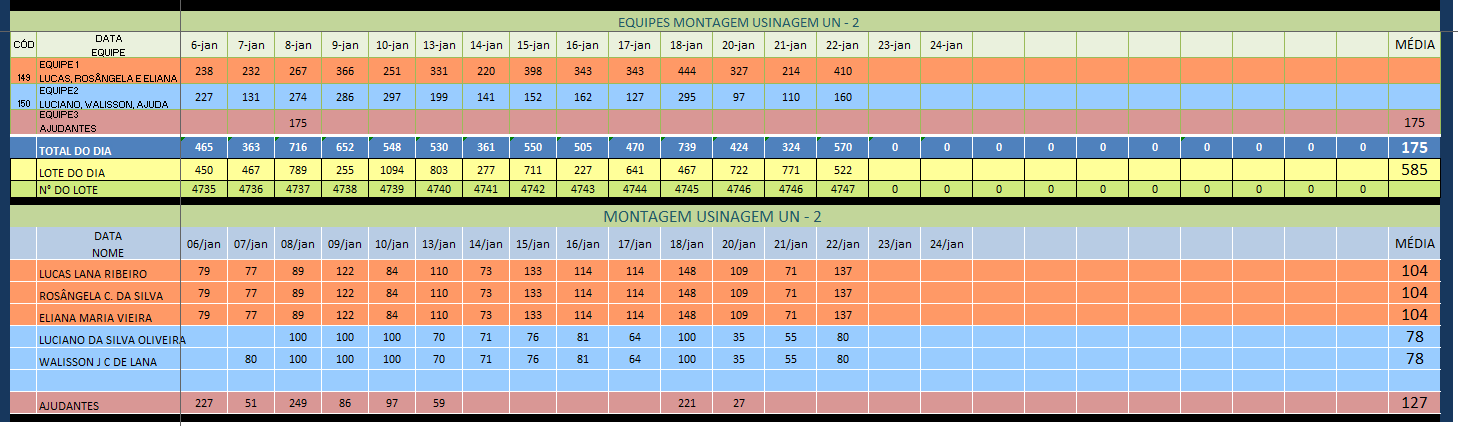 EQUIPES MONTAGEM USINAGEM UN - 2
CÓD DATA EQUIPE 6-jan 7-jan 8-jan 9-jan 10-jan 13-jan 14-jan 15-jan 16-jan 17-jan 18-jan 20-jan 21-jan 22-jan 23-jan 24-jan MÉDIA
149 EQUIPE 1 LUCAS, ROSÂNGELA E ELIANA 238 232 267 366 251 331 220 398 343 343 444 327 214 410
150 EQUIPE2 LUCIANO, WALISSON, AJUDA 227 131 274 286 297 199 141 152 162 127 295 97 110 160
EQUIPE3 AJUDANTES 175 175
TOTAL DO DIA 465 363 716 652 548 530 361 550 505 470 739 424 324 570 0 0 0 0 0 0 0 0 0 0 175
LOTE DO DIA 450 467 789 255 1094 803 277 711 227 641 467 722 771 522 585
N° DO LOTE 4735 4736 4737 4738 4739 4740 4741 4742 4743 4744 4745 4746 4746 4747 0 0 0 0 0 0 0 0 0 0
MONTAGEM USINAGEM UN - 2
DATA NOME 06/jan 07/jan 08/jan 09/jan 10/jan 13/jan 14/jan 15/jan 16/jan 17/jan 18/jan 20/jan 21/jan 22/jan 23/jan 24/jan MÉDIA
LUCAS LANA RIBEIRO 79 77 89 122 84 110 73 133 114 114 148 109 71 137 104
ROSÂNGELA C. DA SILVA 79 77 89 122 84 110 73 133 114 114 148 109 71 137 104
ELIANA MARIA VIEIRA 79 77 89 122 84 110 73 133 114 114 148 109 71 137 104
LUCIANO DA SILVA OLIVEIRA 100 100 100 70 71 76 81 64 100 35 55 80 78
WALISSON J C DE LANA 80 100 100 100 70 71 76 81 64 100 35 55 80 78
AJUDANTES 227 51 249 86 97 59 221 27 127